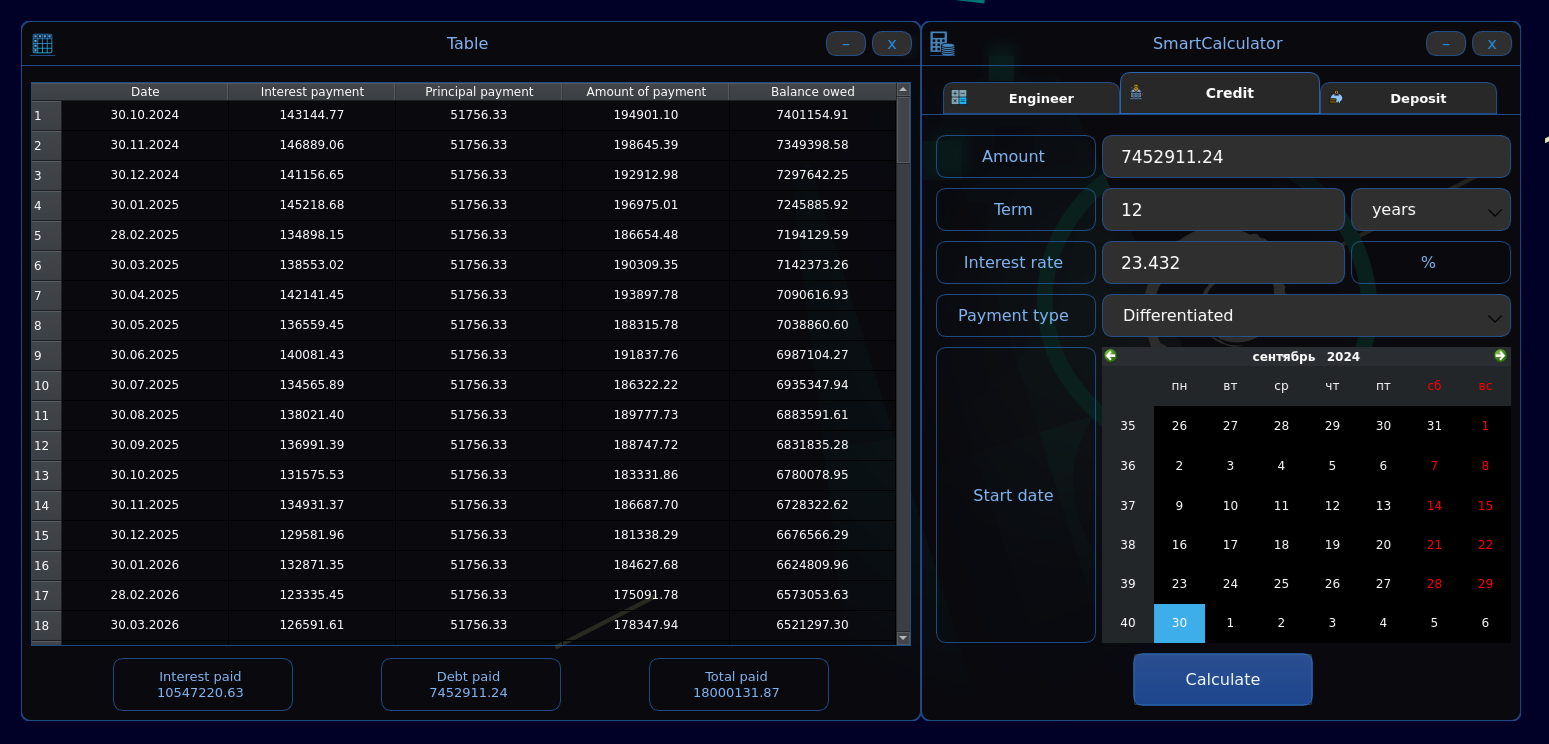 Table
–
x
Date Interest payment Principal payment Amount of payment Balance owed
1 30.10.2024 143144.77 51756.33 194901.10 7401154.91
2 30.11.2024 146889.06 51756.33 198645.39 7349398.58
3 30.12.2024 141156.65 51756.33 192912.98 7297642.25
4 30.01.2025 145218.68 51756.33 196975.01 7245885.92
5 28.02.2025 134898.15 51756.33 186654.48 7194129.59
6 30.03.2025 138553.02 51756.33 190309.35 7142373.26
7 30.04.2025 142141.45 51756.33 193897.78 7090616.93
8 30.05.2025 136559.45 51756.33 188315.78 7038860.60
9 30.06.2025 140081.43 51756.33 191837.76 6987104.27
10 30.07.2025 134565.89 51756.33 186322.22 6935347.94
11 30.08.2025 138021.40 51756.33 189777.73 6883591.61
12 30.09.2025 136991.39 51756.33 188747.72 6831835.28
13 30.10.2025 131575.53 51756.33 183331.86 6780078.95
14 30.11.2025 134931.37 51756.33 186687.70 6728322.62
15 30.12.2025 129581.96 51756.33 181338.29 6676566.29
16 30.01.2026 132871.35 51756.33 184627.68 6624809.96
17 28.02.2026 123335.45 51756.33 175091.78 6573053.63
18 30.03.2026 126591.61 51756.33 178347.94 6521297.30
Interest paid
10547220.63
Debt paid
7452911.24
Total paid
18000131.87
SmartCalculator
–
x
Engineer
Credit
Deposit
Amount 7452911.24
Term 12 years
Interest rate 23.432 %
Payment type Differentiated
Start date
сентябрь 2024
пн вт ср чт пт сб вс
35 26 27 28 29 30 31 1
36 2 3 4 5 6 7 8
37 9 10 11 12 13 14 15
38 16 17 18 19 20 21 22
39 23 24 25 26 27 28 29
40 30 1 2 3 4 5 6
Calculate